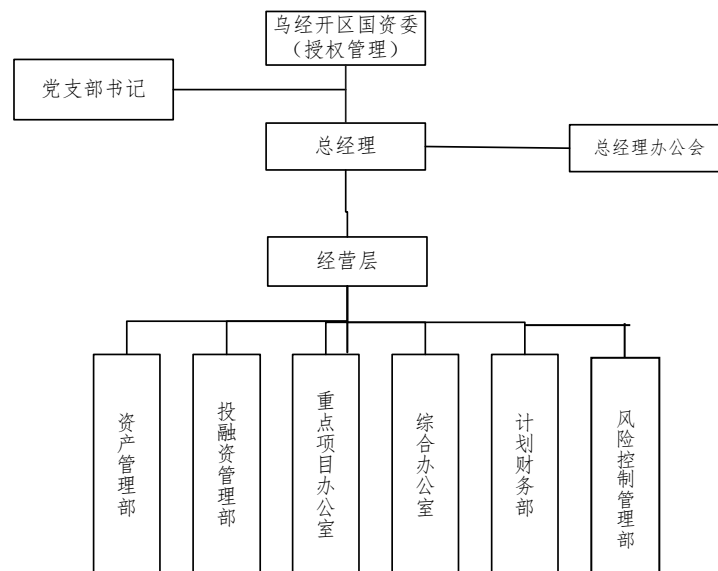 乌经开区国资委
（授权管理）
党支部书记
总经理
总经理办公会
经营层
资产管理部
投融资管理部
重点项目办公室
综合办公室
计划财务部
风险控制管理部